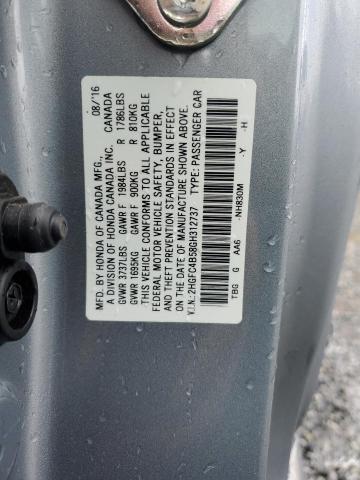 MFD. BY HONDA OF CANADA MFG., 08/16
A DIVISION OF HONDA CANADA INC. CANADA
GVWR 3737LBS GAWR F 1984LBS R 1786LBS
GVWR 1695KG GAWR F 900KG R 810KG
THIS VEHICLE CONFORMS TO ALL APPLICABLE
FEDERAL MOTOR VEHICLE SAFETY, BUMPER,
AND THEFT PREVENTION STANDARDS IN EFFECT
ON THE DATE OF MANUFACTURE SHOWN ABOVE.
V.I.N.: 2HGFC4B58GH312737 TYPE: PASSENGER CAR
TBG G AA6 -NH830M -Y -H